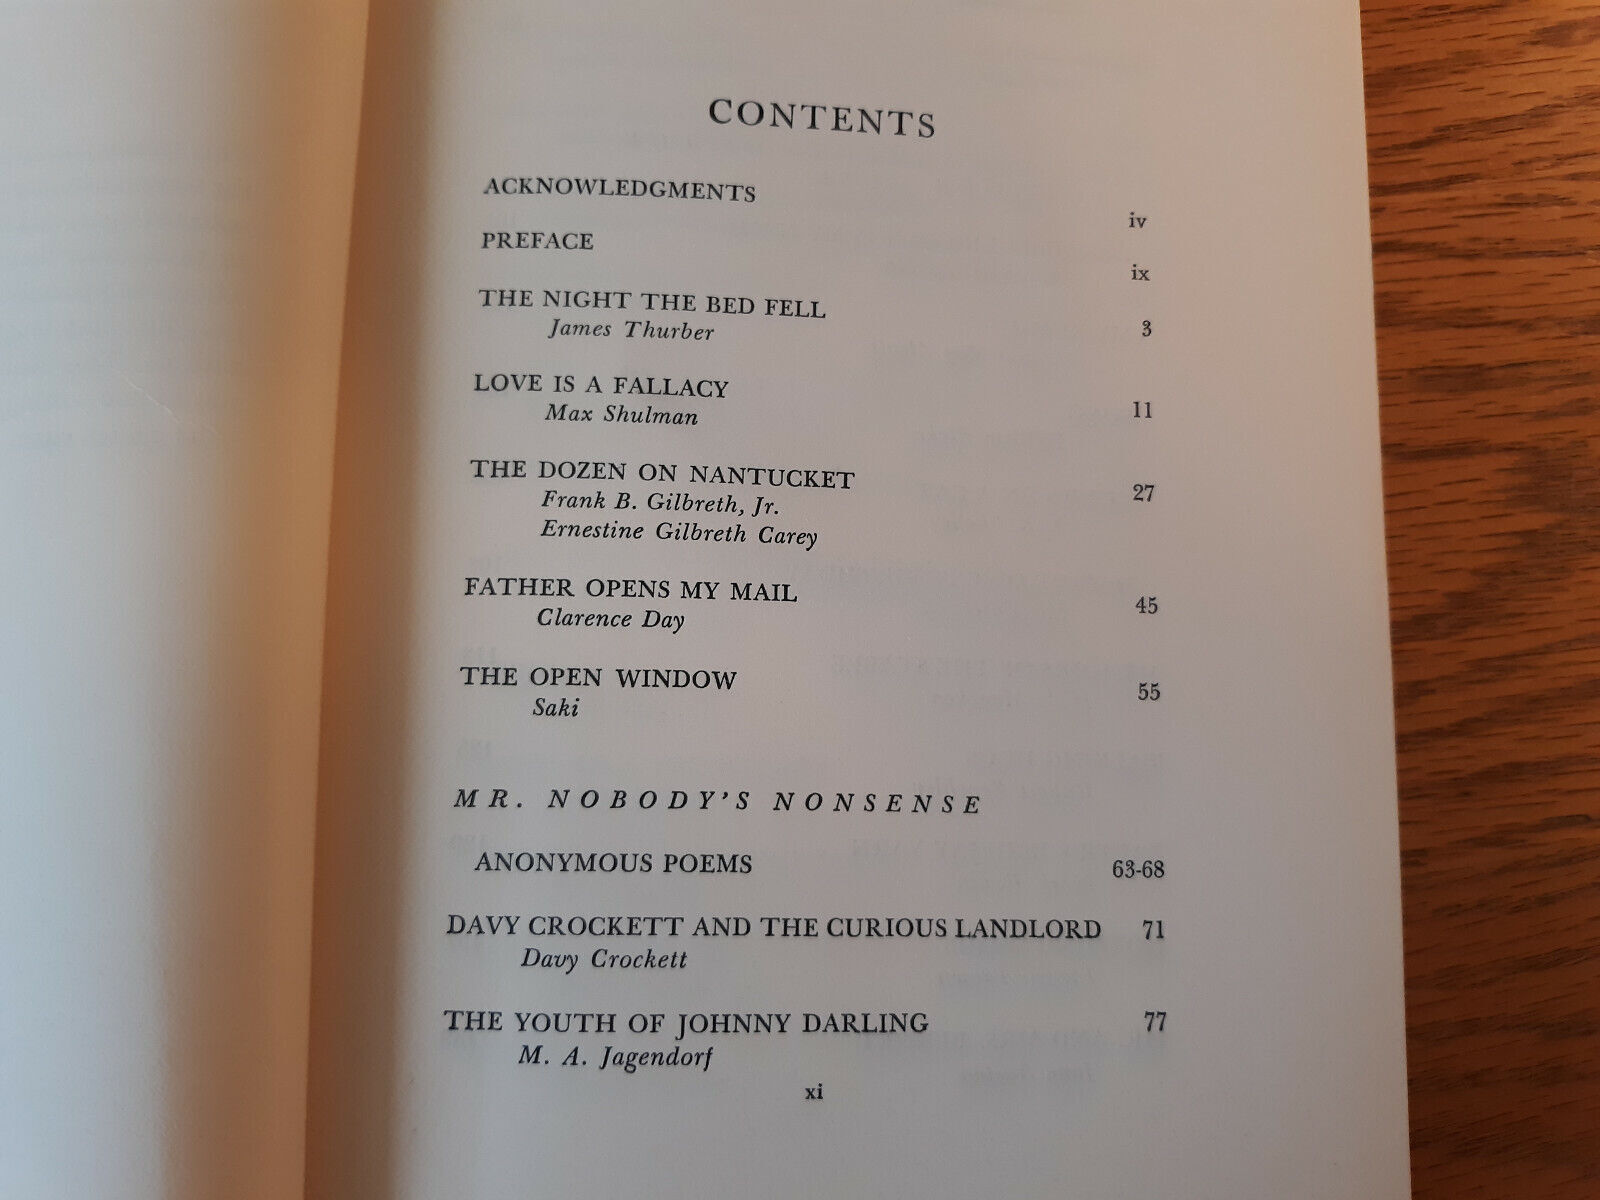 CONTENTS
ACKNOWLEDGMENTS iv
PREFACE ix
THE NIGHT THE BED FELL 3
James Thurber
LOVE IS A FALLACY 11
Max Shulman
THE DOZEN ON NANTUCKET 27
Frank B. Gilbreth, Jr.
Ernestine Gilbreth Carey
FATHER OPENS MY MAIL 45
Clarence Day
THE OPEN WINDOW 55
Saki
MR. NOBODY'S NONSENSE
ANONYMOUS POEMS 63-68
DAVY CROCKETT AND THE CURIOUS LANDLORD 71
Davy Crockett
THE YOUTH OF JOHNNY DARLING 77
M. A. Jagendorf
xi